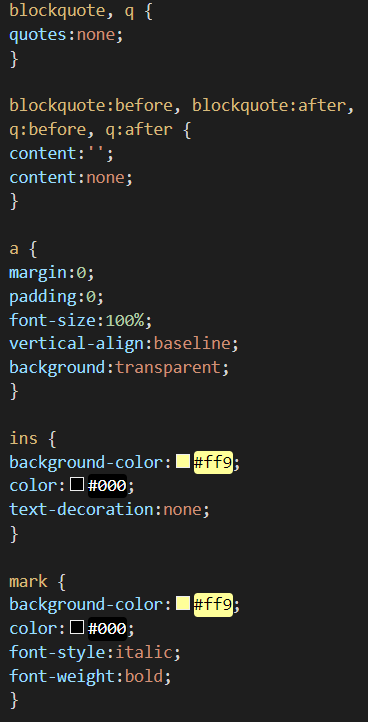 blockquote, q {
quotes:none;
}
blockquote:before, blockquote:after,
q:before, q:after {
content:'';
content:none;
}
a {
margin:0;
padding:0;
font-size:100%;
vertical-align:baseline;
background:transparent;
}
ins {
background-color:#ff9;
color:#000;
text-decoration:none;
}
mark {
background-color:#ff9;
color:#000;
font-style:italic;
font-weight:bold;
}